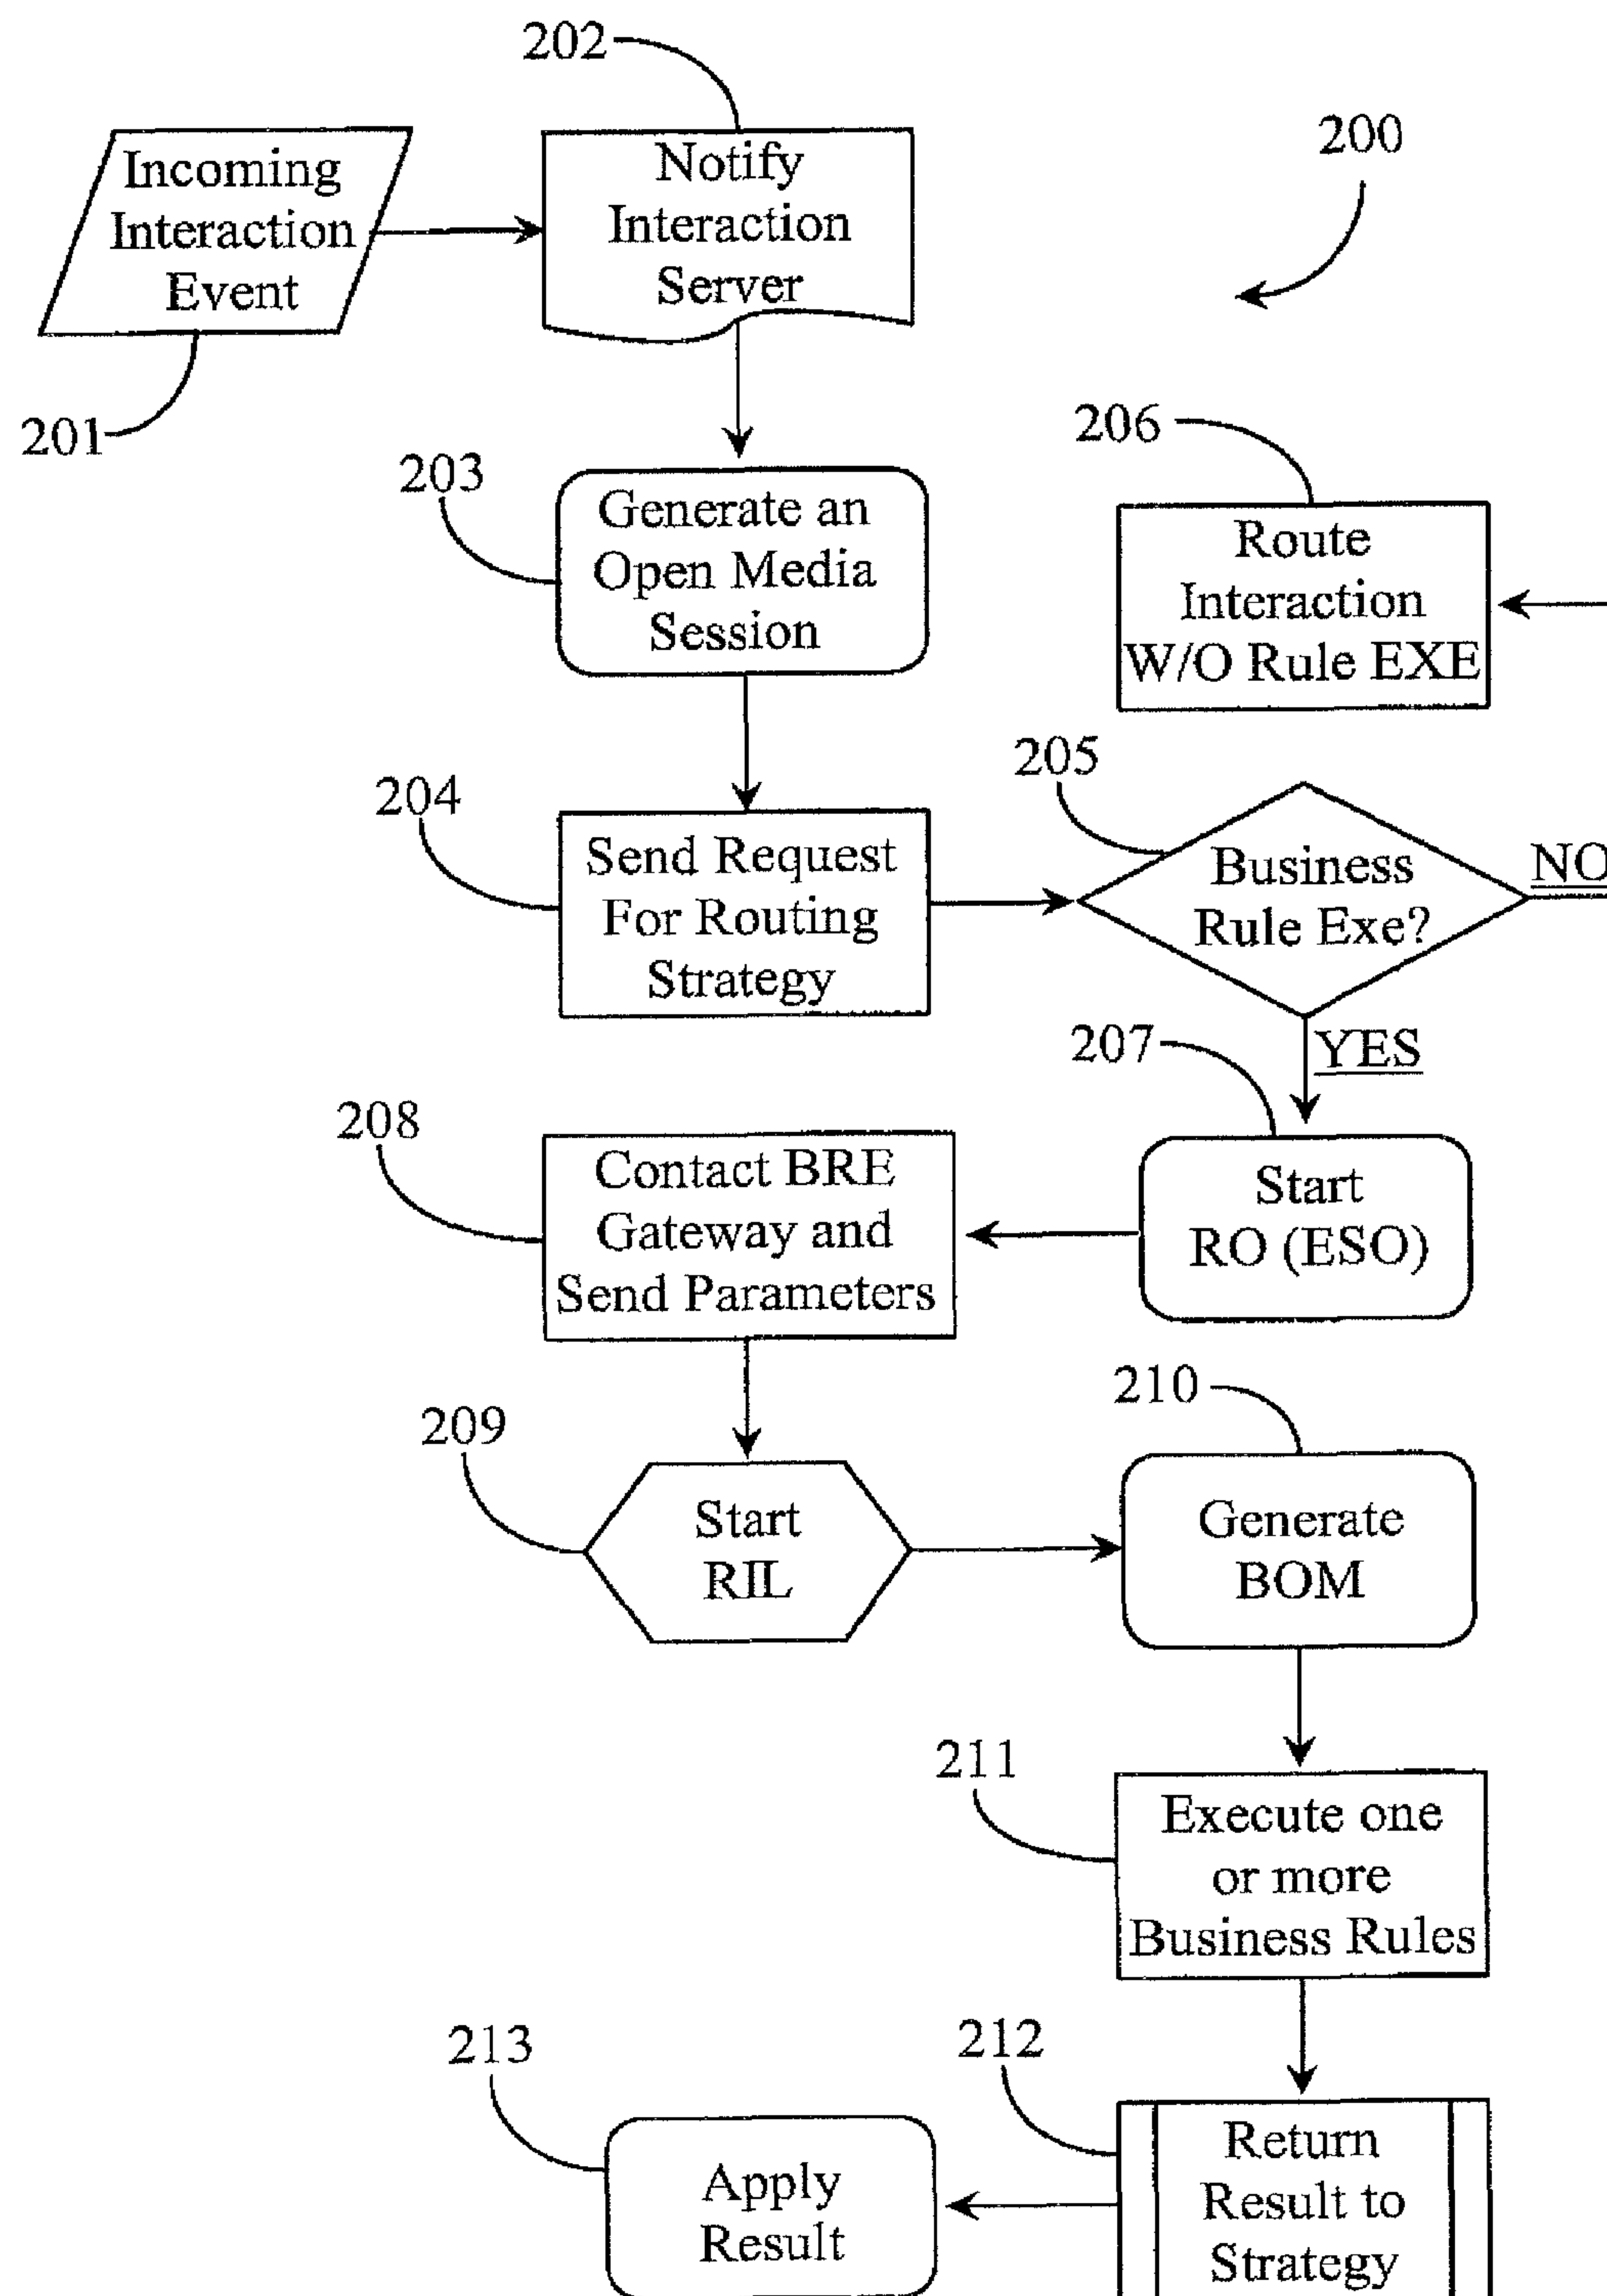 202
200
Incoming
Interaction
Event
201
Notify
Interaction
Server
206
203
Generate an
Open Media
Session
Route
Interaction
W/O Rule EXE
204
205
Send Request
For Routing
Strategy
Business
Rule Exe?
NO
YES
207
208
Contact BRE
Gateway and
Send Parameters
Start
RO (ESO)
210
209
Start
RIL
Generate
BOM
211
Execute one
or more
Business Rules
213
212
Apply
Result
Return
Result to
Strategy